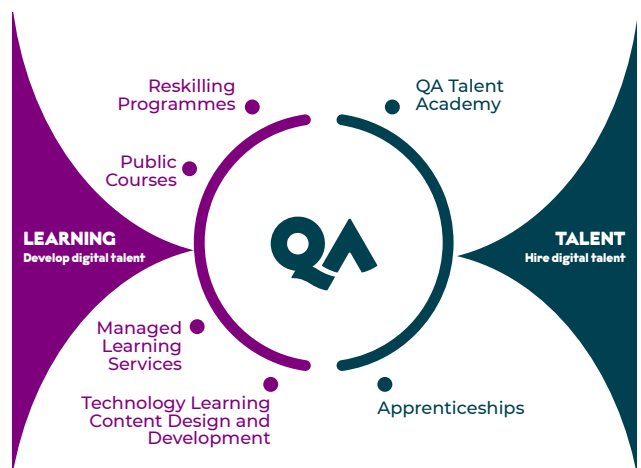 Reskilling
Programmes
QA Talent
Academy
Public
Courses
LEARNING
Develop digital talent
QA
TALENT
Hire digital talent
Managed
Learning
Services
Technology Learning
Content Design and
Development
Apprenticeships